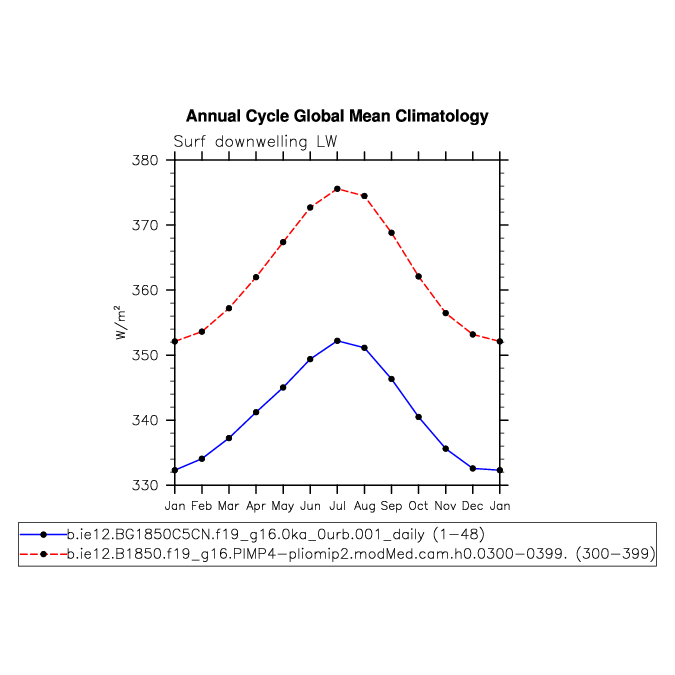 Annual Cycle Global Mean Climatology
Surf downwelling LW
380
370
360
350
340
330
W/m²
Jan Feb Mar Apr May Jun Jul Aug Sep Oct Nov Dec Jan
b.ie12.BG1850C5CN.f19_g16.0ka_0urb.001_daily (1-48)
b.ie12.B1850.f19_g16.PIMP4-pliomip2.modMed.cam.h0.0300-0399. (300-399)